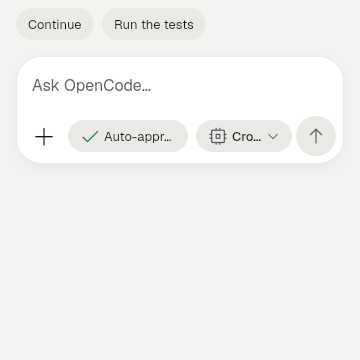 Continue
Run the tests
Ask OpenCode...
Auto-appr...
Cro...